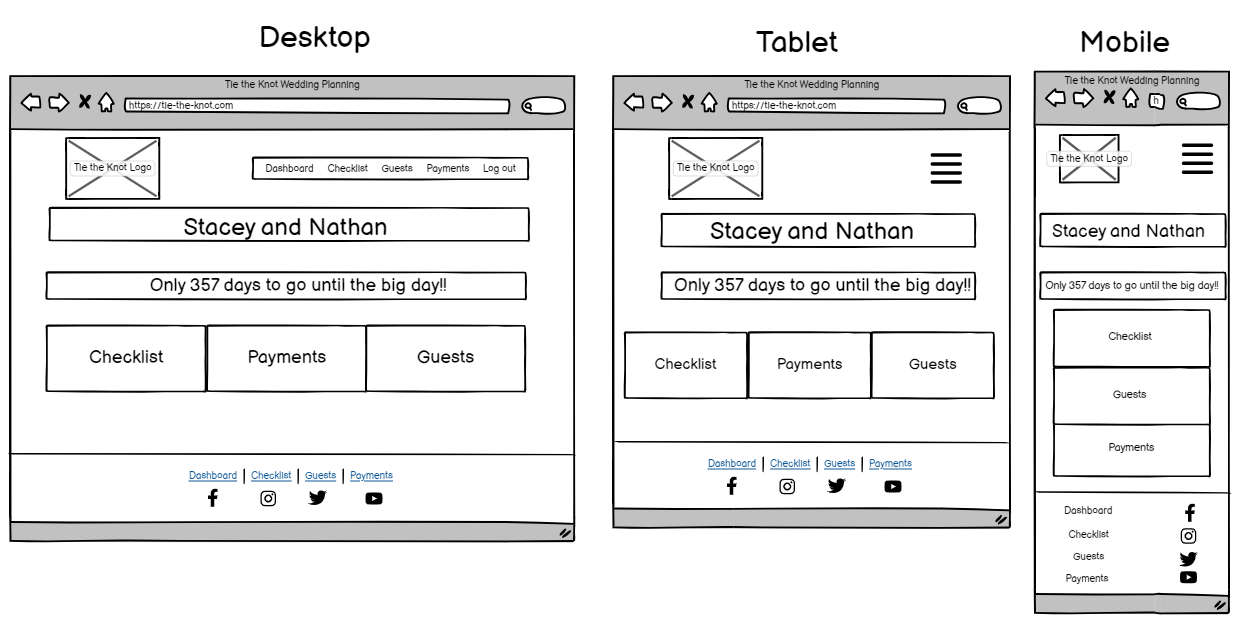 Desktop
Tie the Knot Wedding Planning
https://tie-the-knot.com
Tie the Knot Logo
Dashboard Checklist Guests Payments Log out
Stacey and Nathan
Only 357 days to go until the big day!!
Checklist Payments Guests
Dashboard | Checklist | Guests | Payments
Tablet
Tie the Knot Wedding Planning
https://tie-the-knot.com
Tie the Knot Logo
Stacey and Nathan
Only 357 days to go until the big day!!
Checklist Payments Guests
Dashboard | Checklist | Guests | Payments
Mobile
Tie the Knot Wedding Planning
h
Tie the Knot Logo
Stacey and Nathan
Only 357 days to go until the big day!!
Checklist
Guests
Payments
Dashboard
Checklist
Guests
Payments